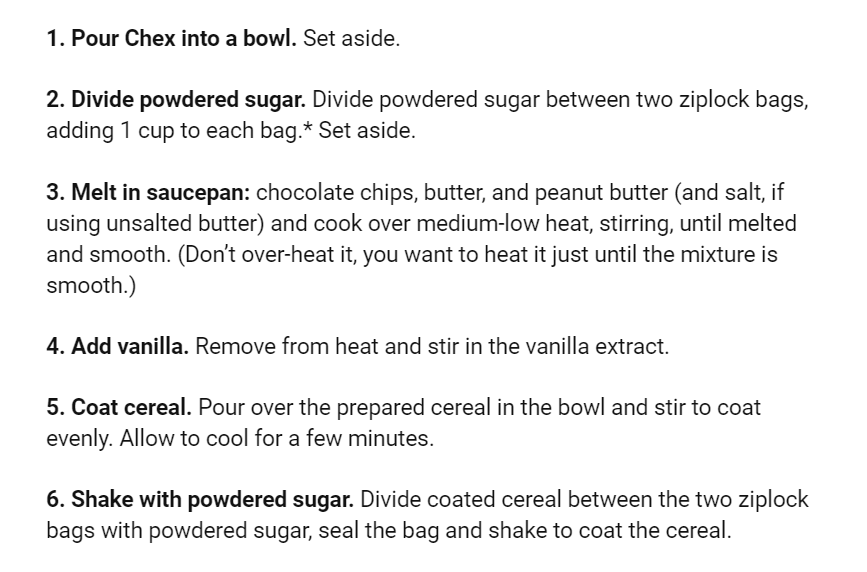 1. Pour Chex into a bowl. Set aside.
2. Divide powdered sugar. Divide powdered sugar between two ziplock bags,
adding 1 cup to each bag.* Set aside.
3. Melt in saucepan: chocolate chips, butter, and peanut butter (and salt, if
using unsalted butter) and cook over medium-low heat, stirring, until melted
and smooth. (Don’t over-heat it, you want to heat it just until the mixture is
smooth.)
4. Add vanilla. Remove from heat and stir in the vanilla extract.
5. Coat cereal. Pour over the prepared cereal in the bowl and stir to coat
evenly. Allow to cool for a few minutes.
6. Shake with powdered sugar. Divide coated cereal between the two ziplock
bags with powdered sugar, seal the bag and shake to coat the cereal.